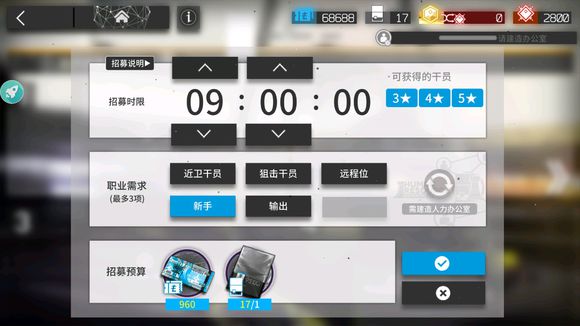 68688
17
0
2800
请建造办公室
招募说明▶
招募时限
09 : 00 : 00
· 可获得的干员
3★ 4★ 5★
职业需求
(最多3项)
近卫干员 狙击干员 远程位
新手 输出
需建造人力办公室
招募预算
960
17/1